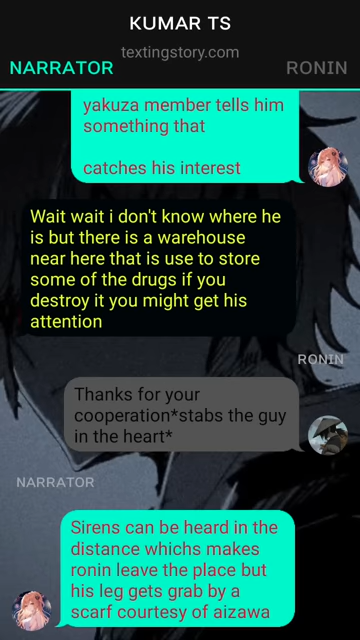 KUMAR TS
textingstory.com
NARRATOR RONIN
yakuza member tells him
something that
catches his interest
Wait wait i don't know where he
is but there is a warehouse
near here that is use to store
some of the drugs if you
destroy it you might get his
attention
RONIN
Thanks for your
cooperation*stabs the guy
in the heart*
NARRATOR
Sirens can be heard in the
distance whichs makes
ronin leave the place but
his leg gets grab by a
scarf courtesy of aizawa